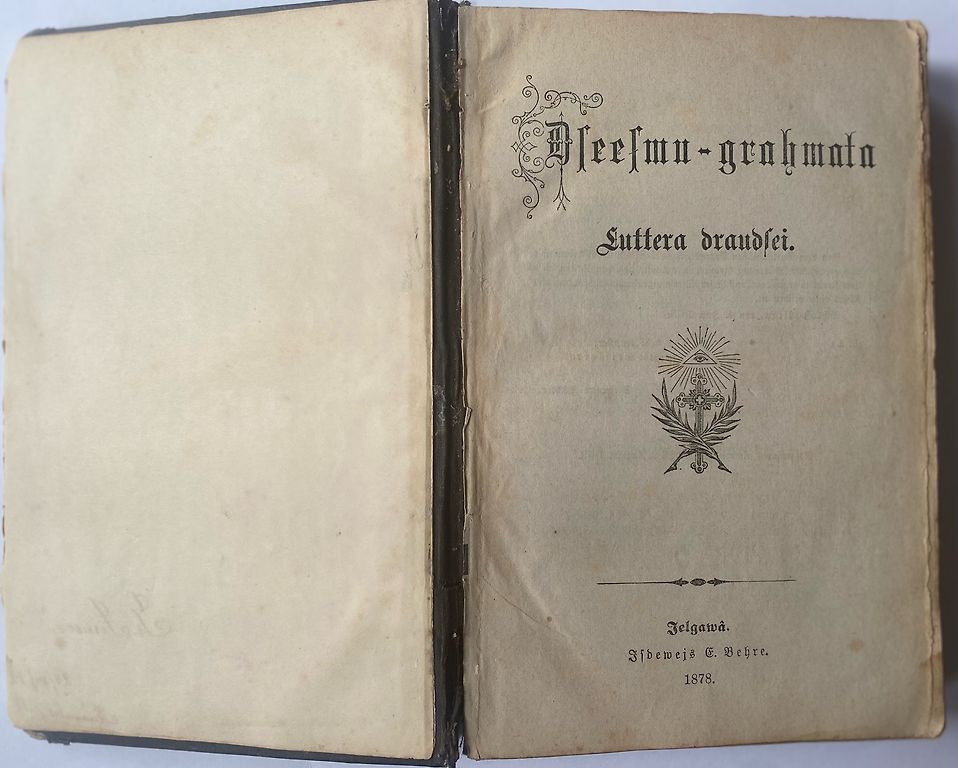 Dſeeſmu-grahmata
Luttera draudſei.
Jelgawâ.
Iſdewejs E. Behre.
1878.